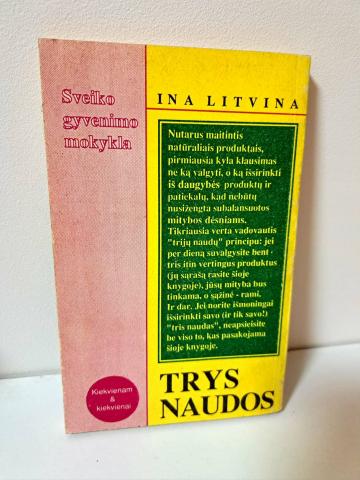 Sveiko
gyvenimo
mokykla
INA LITVINA
Nutarus maitintis
natūraliais produktais,
pirmiausia kyla klausimas
ne ką valgyti, o ką išsirinkti
iš daugybės produktų ir
patiekalų, kad nebūtų
nusižengta subalansuotos
mitybos dėsniams.
Tikriausia verta vadovautis
"trijų naudų" principu: jei
per dieną suvalgysite bent -
tris itin vertingus produktus
(jų sąrašą rasite šioje
knygoje), jūsų mityba bus
tinkama, o sąžinė - rami.
Ir dar. Jei norite išmoningai
išsirinkti savo (ir tik savo!)
"tris naudas", neapsieisite
be viso to, kas pasakojama
šioje knygoje.
Kiekvienam
&
kiekvienai
TRYS
NAUDOS